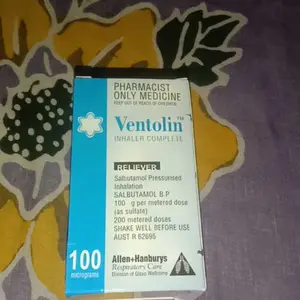 PHARMACIST
ONLY MEDICINE
KEEP OUT OF REACH OF CHILDREN
Ventolin™
INHALER COMPLETE
RELIEVER
Salbutamol Pressurised
Inhalation
SALBUTAMOL B.P.
100 g per metered dose
(as sulfate)
200 metered doses
SHAKE WELL BEFORE USE
AUST R 62695
100
micrograms
Allen+Hanburys
Respiratory Care
Division of Glaxo Wellcome